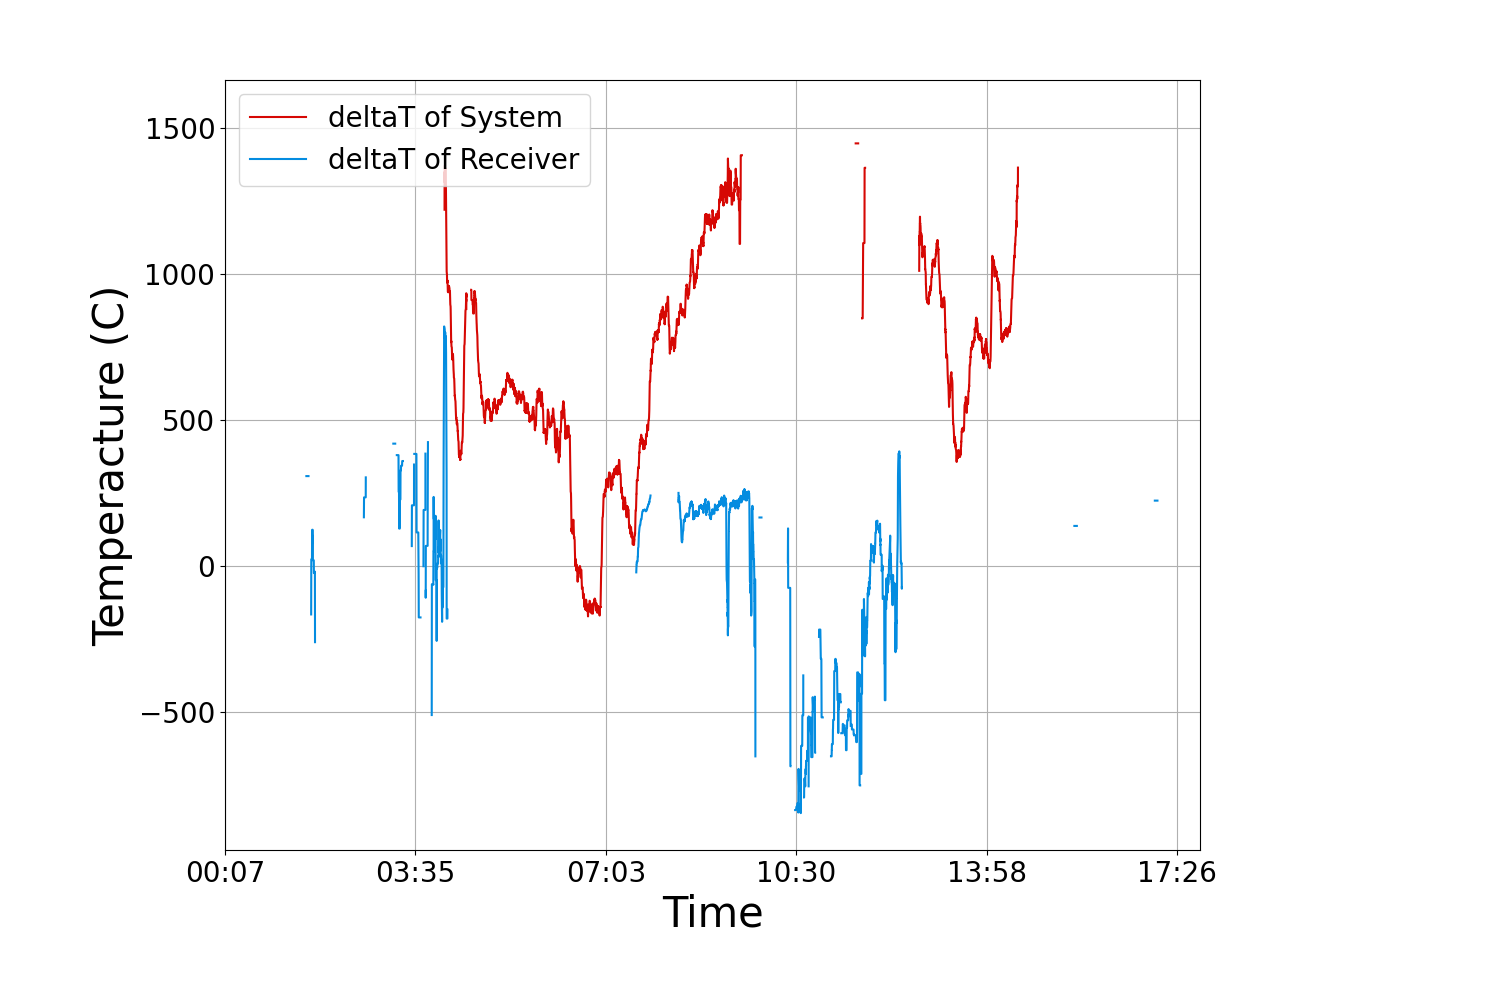 deltaT of System
deltaT of Receiver
1500
1000
500
0
−500
Temperacture (C)
00:07 03:35 07:03 10:30 13:58 17:26
Time